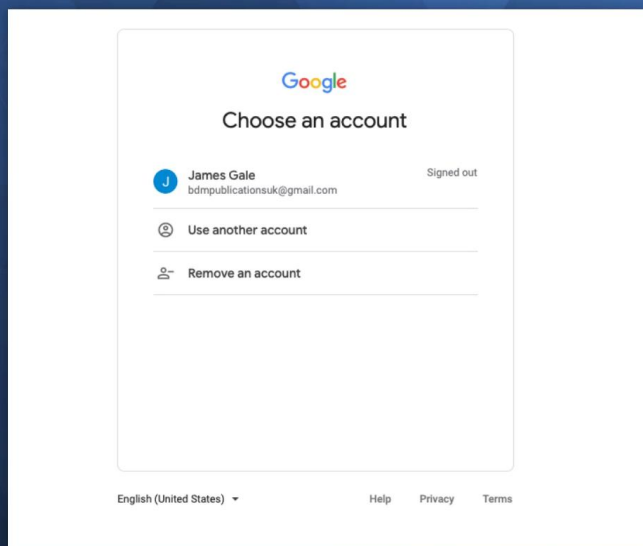 Google
Choose an account
J
James Gale
Signed out
bdmpublicationsuk@gmail.com
Use another account
Remove an account
English (United States)
Help Privacy Terms